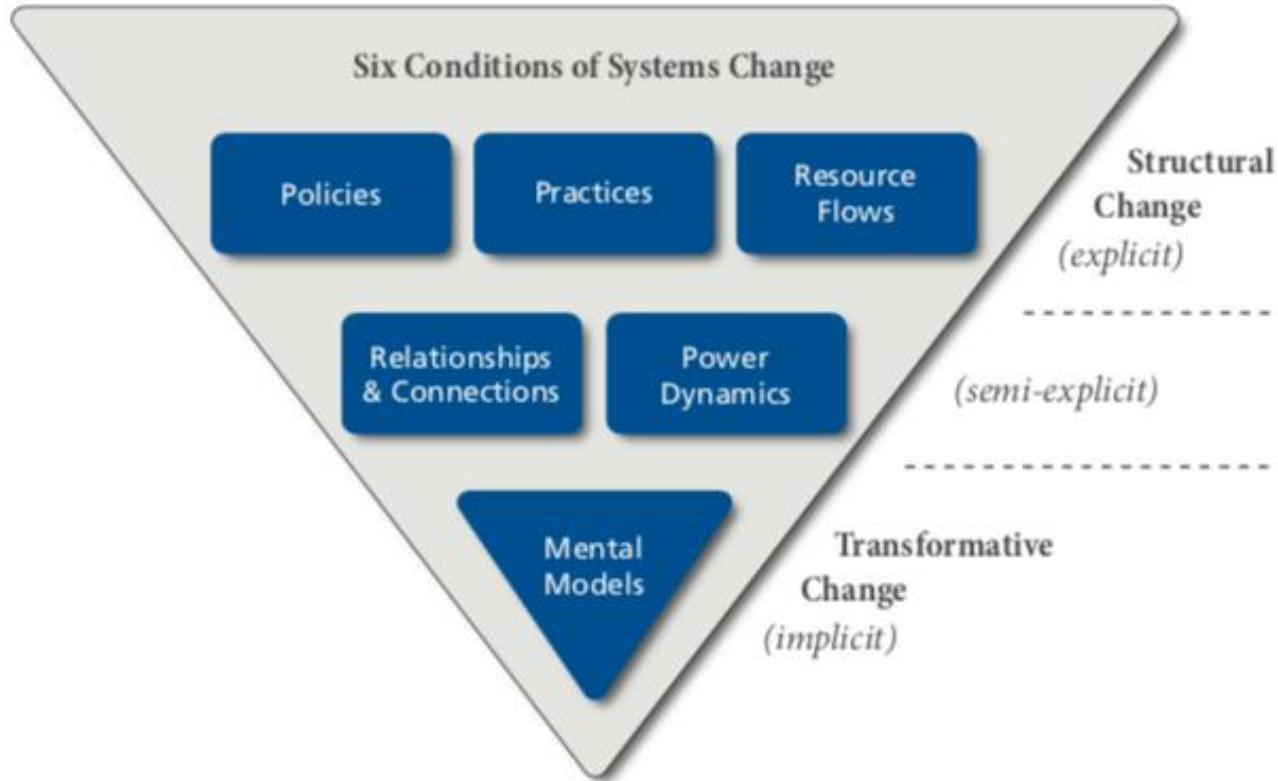 Six Conditions of Systems Change
Policies
Practices
Resource
Flows
Structural
Change
(explicit)
Relationships
& Connections
Power
Dynamics
(semi-explicit)
Mental
Models
Transformative
Change
(implicit)